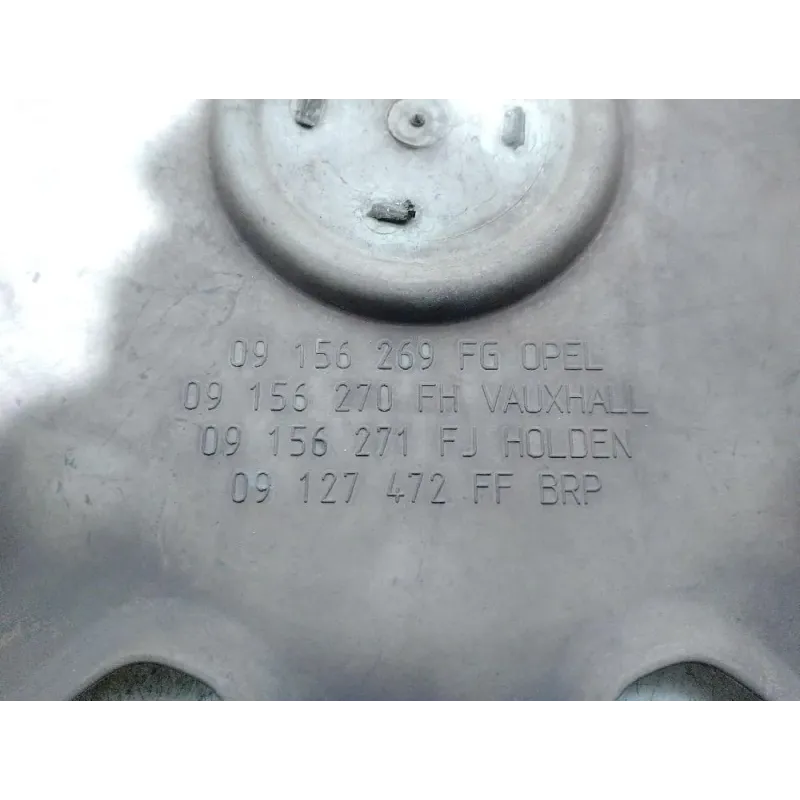 09 156 269 FG OPEL
09 156 270 FH VAUXHALL
09 156 271 FJ HOLDEN
09 127 472 FF BRP